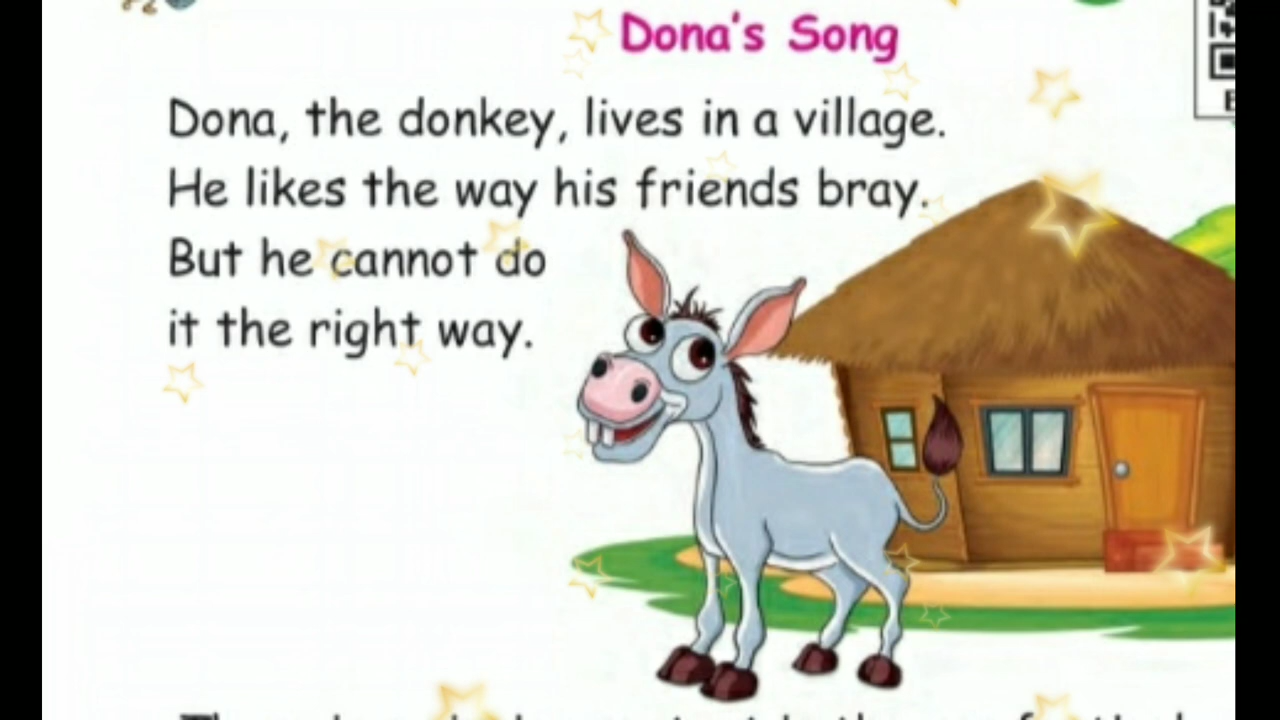 Dona's Song
Dona, the donkey, lives in a village.
He likes the way his friends bray.
But he cannot do
it the right way.